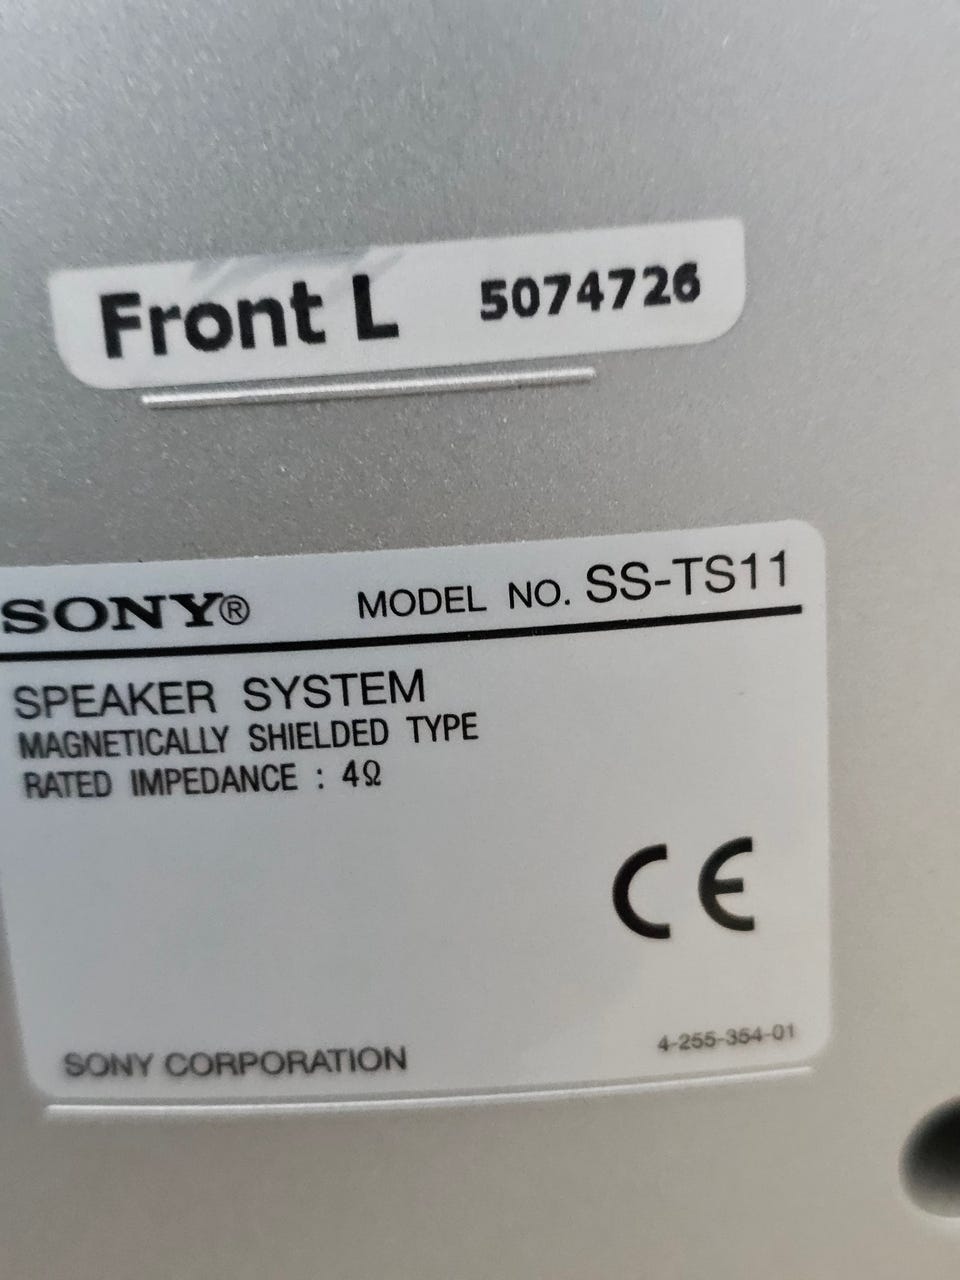 Front L 5074726
SONY® MODEL NO. SS-TS11
SPEAKER SYSTEM
MAGNETICALLY SHIELDED TYPE
RATED IMPEDANCE : 4Ω
CE
SONY CORPORATION 4-255-354-01